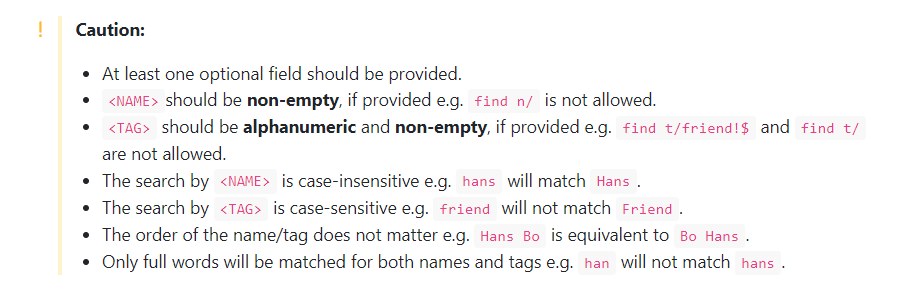 ! Caution:
• At least one optional field should be provided.
• <NAME> should be non-empty, if provided e.g. find n/ is not allowed.
• <TAG> should be alphanumeric and non-empty, if provided e.g. find t/friend!$ and find t/
are not allowed.
• The search by <NAME> is case-insensitive e.g. hans will match Hans .
• The search by <TAG> is case-sensitive e.g. friend will not match Friend .
• The order of the name/tag does not matter e.g. Hans Bo is equivalent to Bo Hans .
• Only full words will be matched for both names and tags e.g. han will not match hans .